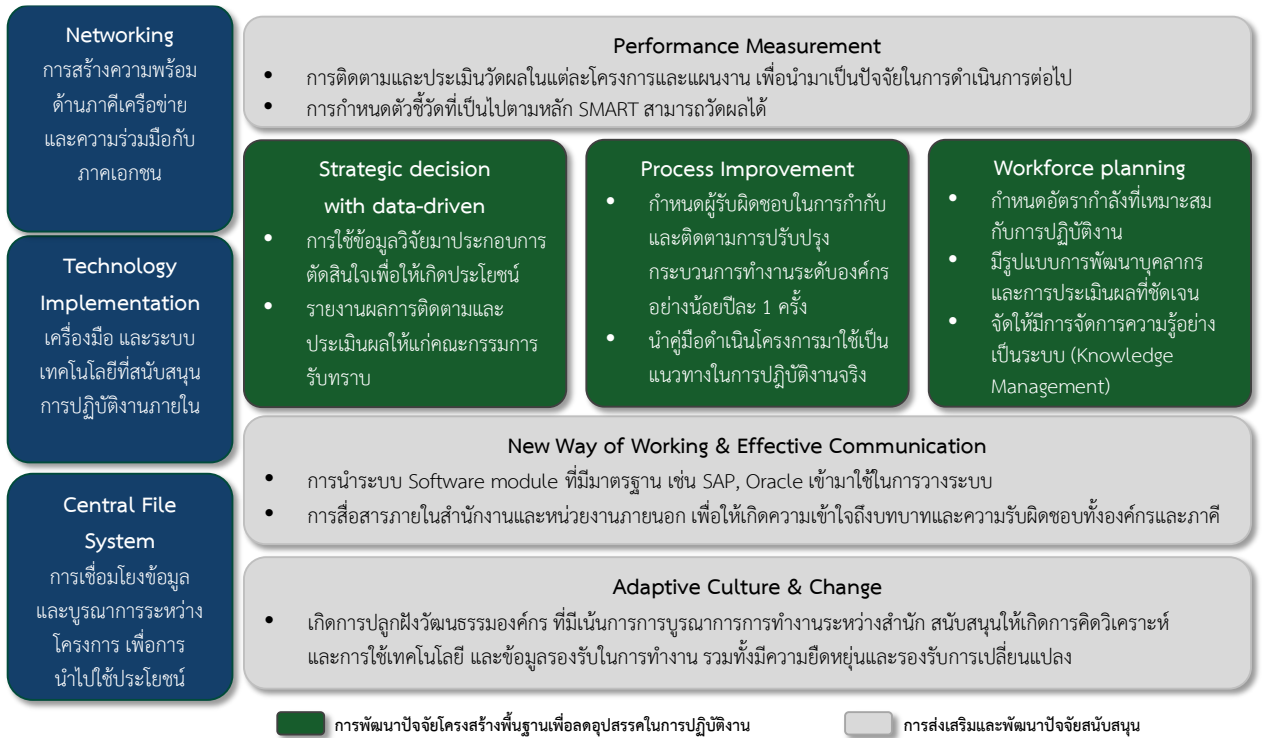 Networking
การสร้างความพร้อม
ด้านภาคีเครือข่าย
และความร่วมมือกับ
ภาคเอกชน
Technology
Implementation
เครื่องมือ และระบบ
เทคโนโลยีที่สนับสนุน
การปฏิบัติงานภายใน
Central File
System
การเชื่อมโยงข้อมูล
และบูรณาการระหว่าง
โครงการ เพื่อการ
นำไปใช้ประโยชน์
Performance Measurement
• การติดตามและประเมินวัดผลในแต่ละโครงการและแผนงาน เพื่อนำมาเป็นปัจจัยในการดำเนินการต่อไป
• การกำหนดตัวชี้วัดที่เป็นไปตามหลัก SMART สามารถวัดผลได้
Strategic decision
with data-driven
• การใช้ข้อมูลวิจัยมาประกอบการ
ตัดสินใจเพื่อให้เกิดประโยชน์
• รายงานผลการติดตามและ
ประเมินผลให้แก่คณะกรรมการ
รับทราบ
Process Improvement
• กำหนดผู้รับผิดชอบในการกำกับ
และติดตามการปรับปรุง
กระบวนการทำงานระดับองค์กร
อย่างน้อยปีละ 1 ครั้ง
• นำคู่มือดำเนินโครงการมาใช้เป็น
แนวทางในการปฏิบัติงานจริง
Workforce planning
• กำหนดอัตรากำลังที่เหมาะสม
กับการปฏิบัติงาน
• มีรูปแบบการพัฒนาบุคลากร
และการประเมินผลที่ชัดเจน
• จัดให้มีการจัดการความรู้อย่าง
เป็นระบบ (Knowledge
Management)
New Way of Working & Effective Communication
• การนำระบบ Software module ที่มีมาตรฐาน เช่น SAP, Oracle เข้ามาใช้ในการวางระบบ
• การสื่อสารภายในสำนักงานและหน่วยงานภายนอก เพื่อให้เกิดความเข้าใจถึงบทบาทและความรับผิดชอบทั้งองค์กรและภาคี
Adaptive Culture & Change
• เกิดการปลูกฝังวัฒนธรรมองค์กร ที่มีเน้นการการบูรณาการการทำงานระหว่างสำนัก สนับสนุนให้เกิดการคิดวิเคราะห์
และการใช้เทคโนโลยี และข้อมูลรองรับในการทำงาน รวมทั้งมีความยืดหยุ่นและรองรับการเปลี่ยนแปลง
การพัฒนาปัจจัยโครงสร้างพื้นฐานเพื่อลดอุปสรรคในการปฏิบัติงาน
การส่งเสริมและพัฒนาปัจจัยสนับสนุน